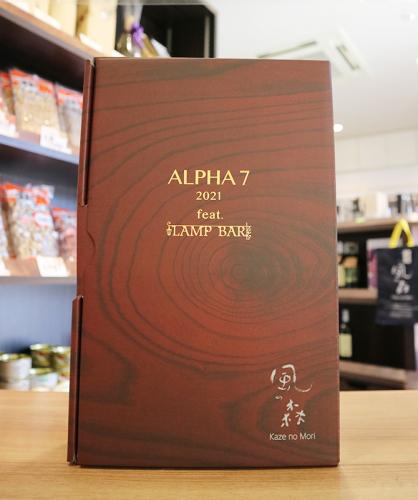 ALPHA 7
2021
feat.
LAMP BAR
風の森
Kaze no Mori